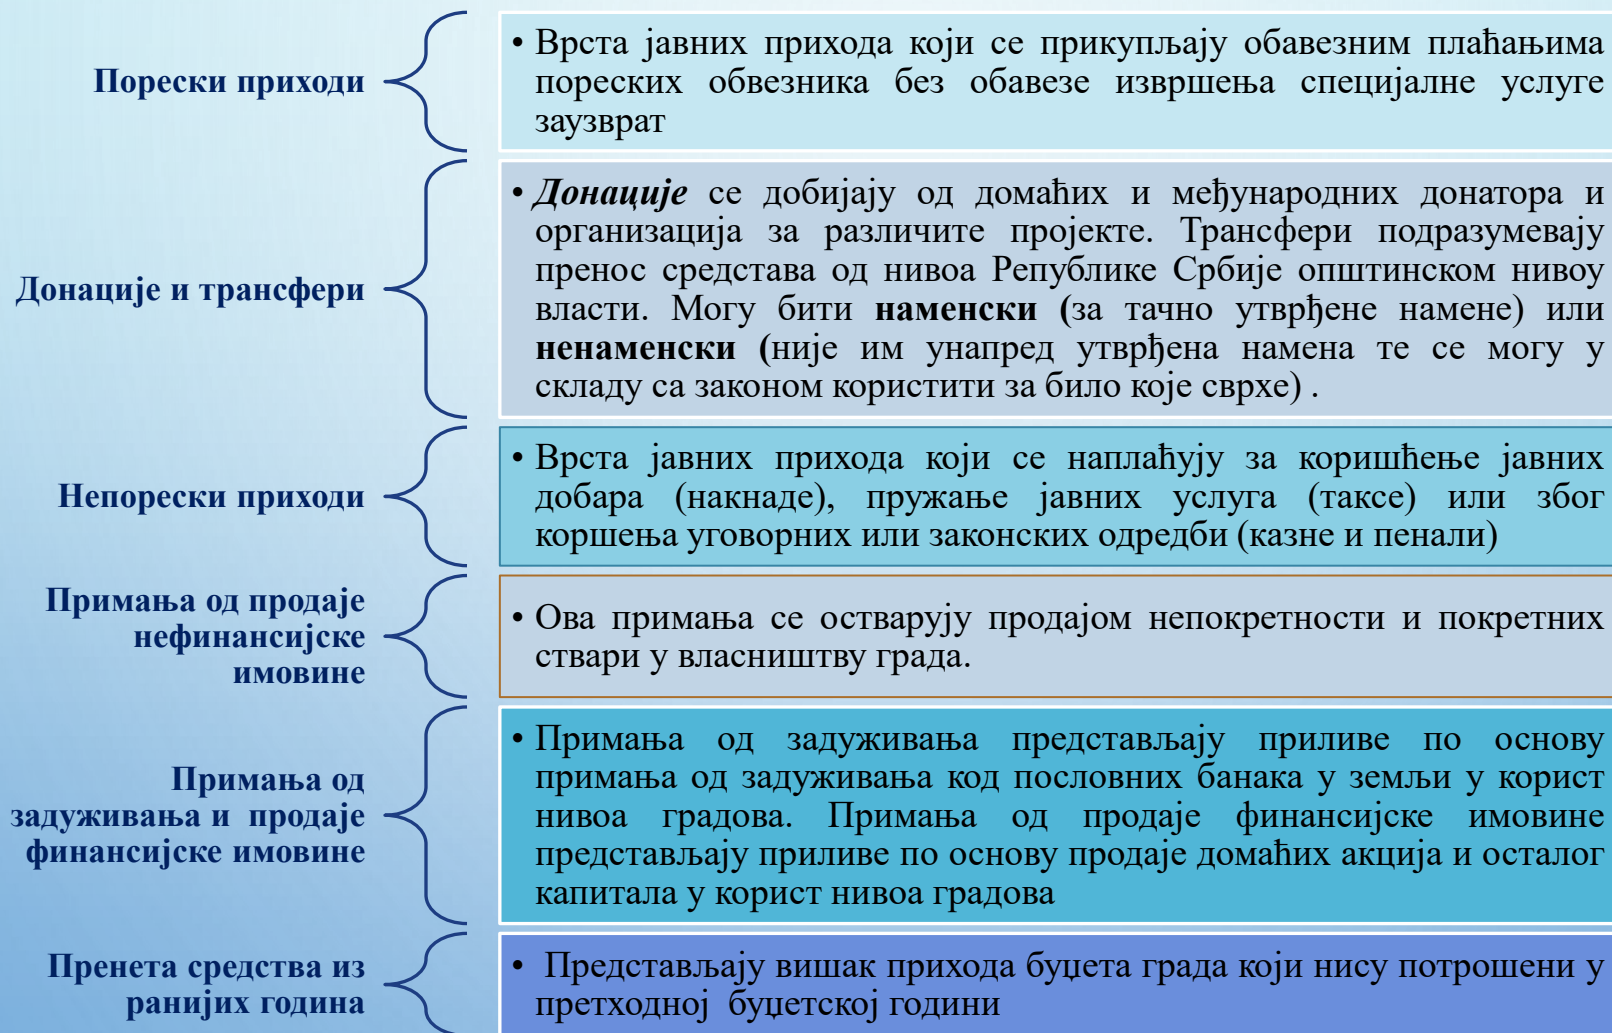 Порески приходи
• Врста јавних прихода који се прикупљају обавезним плаћањима
пореских обвезника без обавезе извршења специјалне услуге
заузврат
Донације и трансфери
• Донације се добијају од домаћих и међународних донатора и
организација за различите пројекте. Трансфери подразумевају
пренос средстава од нивоа Републике Србије општинском нивоу
власти. Могу бити наменски (за тачно утврђене намене) или
ненаменски (није им унапред утврђена намена те се могу у
складу са законом користити за било које сврхе) .
Непорески приходи
• Врста јавних прихода који се наплаћују за коришћење јавних
добара (накнаде), пружање јавних услуга (таксе) или због
коршења уговорних или законских одредби (казне и пенали)
Примања од продаје
нефинансијске
имовине
• Ова примања се остварују продајом непокретности и покретних
ствари у власништву града.
Примања од
задуживања и продаје
финансијске имовине
• Примања од задуживања представљају приливе по основу
примања од задуживања код пословних банака у земљи у корист
нивоа градова. Примања од продаје финансијске имовине
представљају приливе по основу продаје домаћих акција и осталог
капитала у корист нивоа градова
Пренета средства из
ранијих година
• Представљају вишак прихода буџета града који нису потрошени у
претходној буџетској години